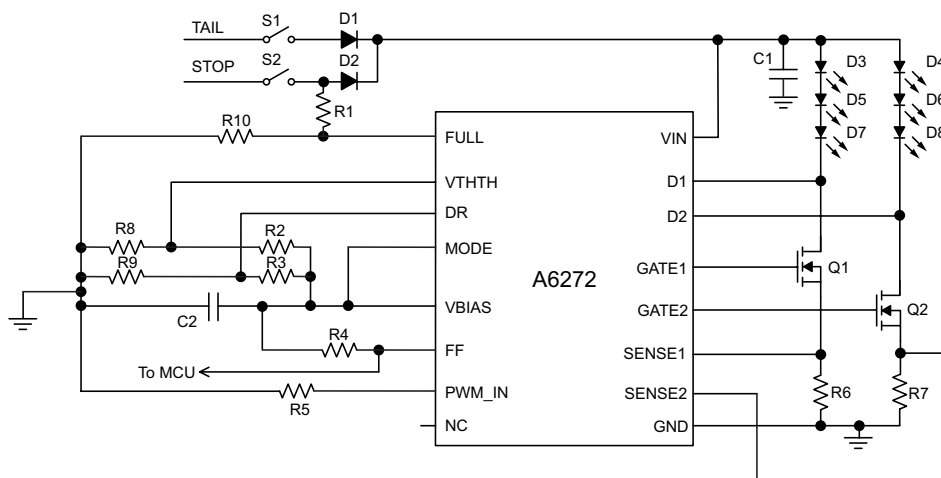 TAIL
S1
D1
STOP
S2
D2
R1
C1
D3
D4
D5
D6
D7
D8
R10
FULL
VIN
VTHTH
D1
DR
D2
R8
R2
MODE
R9
R3
GATE1
Q1
A6272
C2
VBIAS
GATE2
Q2
R4
FF
SENSE1
To MCU
R5
PWM_IN
SENSE2
R6
R7
NC
GND